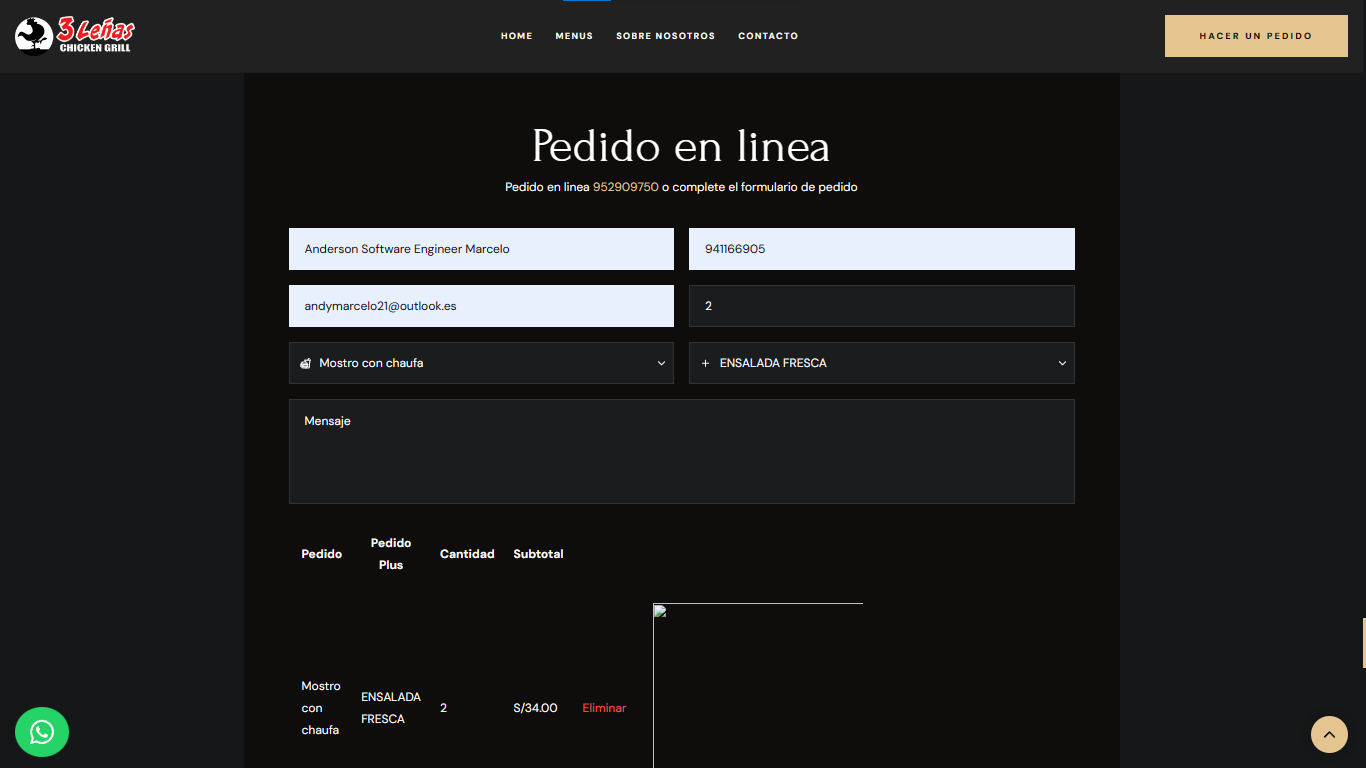 3 Leñas
CHICKEN GRILL
HOME
MENUS
SOBRE NOSOTROS
CONTACTO
HACER UN PEDIDO
Pedido en linea
Pedido en linea 952909750 o complete el formulario de pedido
Anderson Software Engineer Marcelo
941166905
andymarcelo21@outlook.es
2
Mostro con chaufa
ENSALADA FRESCA
Mensaje
Pedido
Pedido
Plus
Cantidad
Subtotal
Mostro
con
chaufa
ENSALADA
FRESCA
2
S/34.00
Eliminar